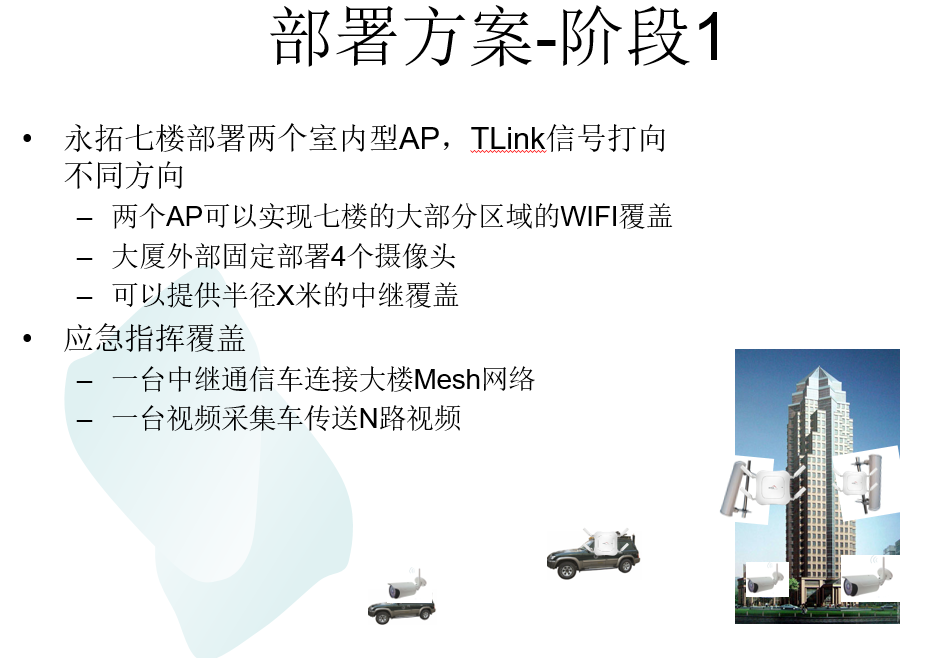 部署方案-阶段1
• 永拓七楼部署两个室内型AP，TLink信号打向
不同方向
– 两个AP可以实现七楼的大部分区域的WIFI覆盖
– 大厦外部固定部署4个摄像头
– 可以提供半径X米的中继覆盖
• 应急指挥覆盖
– 一台中继通信车连接大楼Mesh网络
– 一台视频采集车传送N路视频